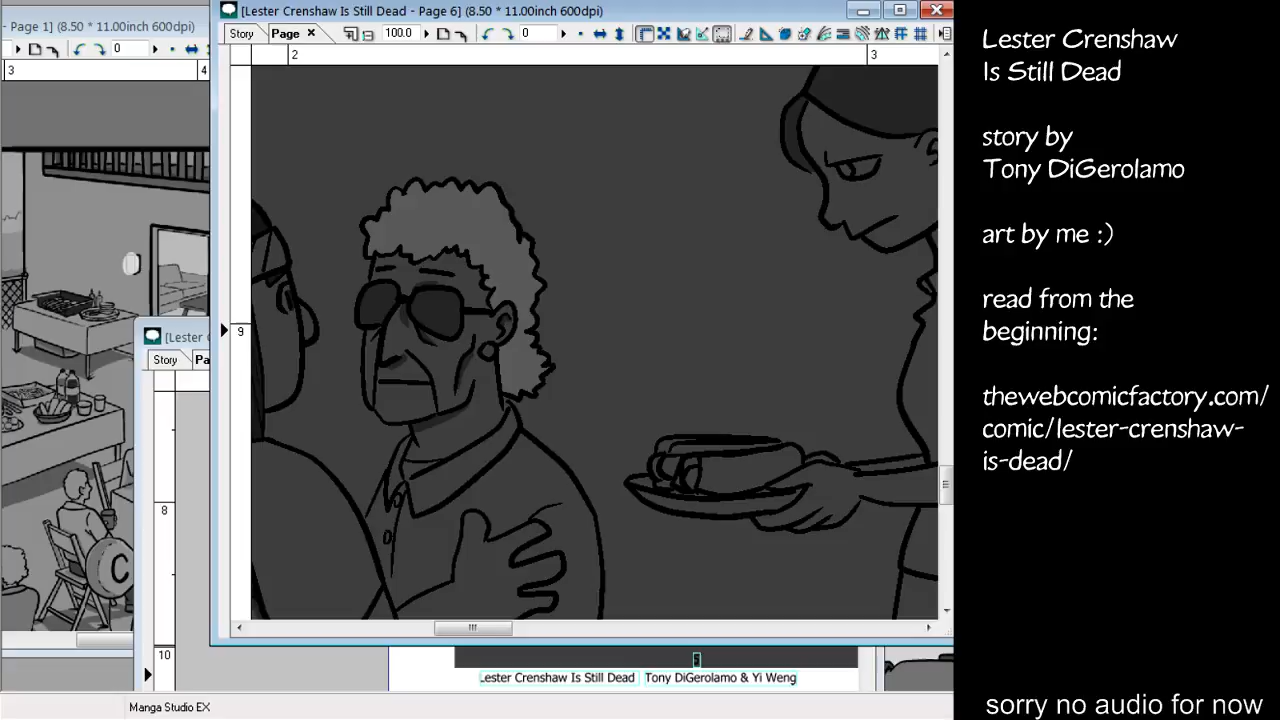 - Page 1] (8.50 * 11.00inch 600dpi)
0
3 4
[Lester Crenshaw Is Still Dead - Page 6] (8.50 * 11.00inch 600dpi)
Story Page
100.0 0
2 3
9
[Lester
Story Pa
8
10
C
5
Lester Crenshaw Is Still Dead Tony DiGerolamo & Yi Weng
Manga Studio EX
Lester Crenshaw
Is Still Dead
story by
Tony DiGerolamo
art by me :)
read from the
beginning:
thewebcomicfactory.com/
comic/lester-crenshaw-
is-dead/
sorry no audio for now